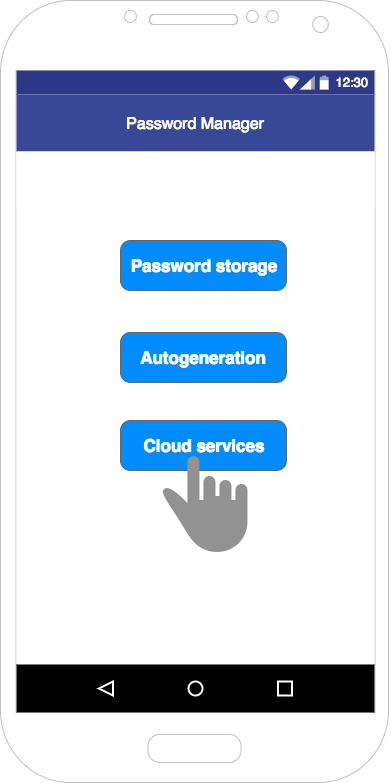 12:30
Password Manager
Password storage
Autogeneration
Cloud services